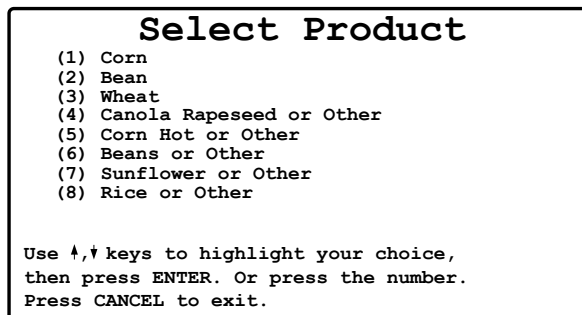 Select Product
(1) Corn
(2) Bean
(3) Wheat
(4) Canola Rapeseed or Other
(5) Corn Hot or Other
(6) Beans or Other
(7) Sunflower or Other
(8) Rice or Other
Use ↑,↓ keys to highlight your choice,
then press ENTER. Or press the number.
Press CANCEL to exit.